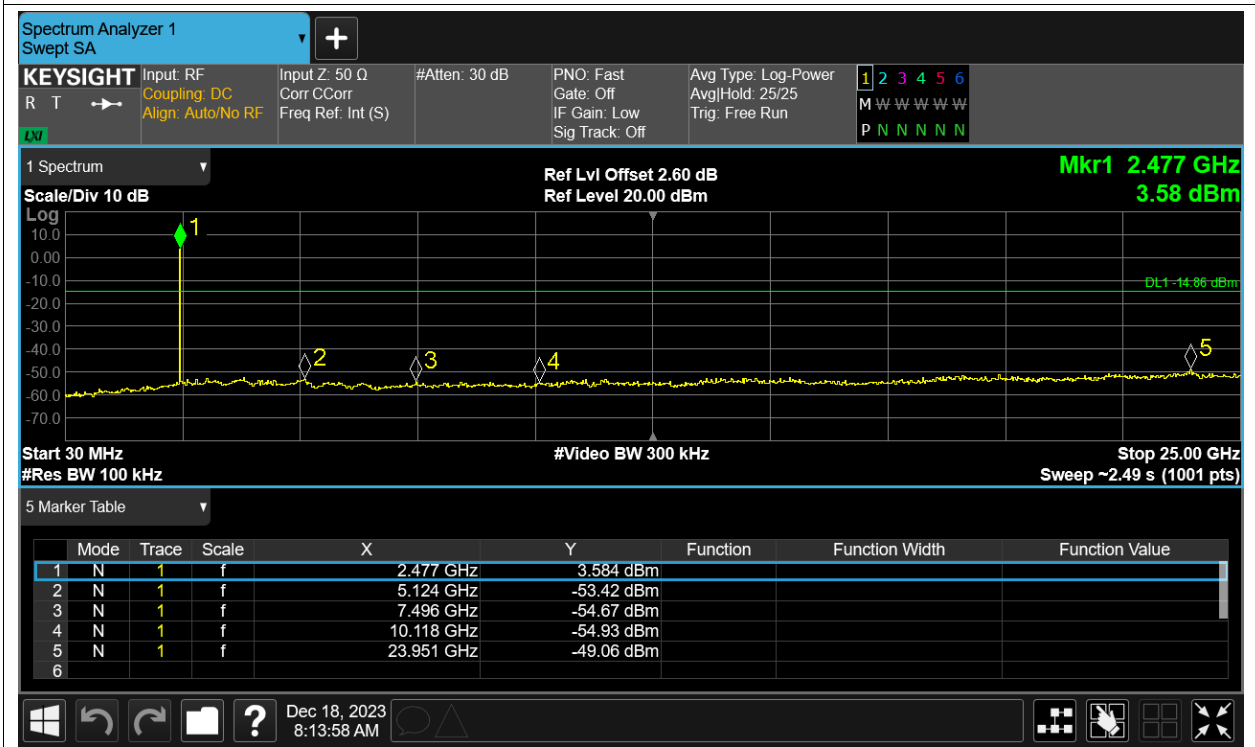 Spectrum Analyzer 1
Swept SA
KEYSIGHT
R T
LXI
Input: RF
Coupling: DC
Align: Auto/No RF
Input Z: 50 Ω
Corr CCorr
Freq Ref: Int (S)
#Atten: 30 dB
PNO: Fast
Gate: Off
IF Gain: Low
Sig Track: Off
Avg Type: Log-Power
Avg|Hold: 25/25
Trig: Free Run
1 2 3 4 5 6
M W W W W W
P N N N N N
1 Spectrum
Scale/Div 10 dB
Ref Lvl Offset 2.60 dB
Ref Level 20.00 dBm
Mkr1 2.477 GHz
3.58 dBm
Log
10.0
0.00
-10.0
-20.0
-30.0
-40.0
-50.0
-60.0
-70.0
1
2
3
4
5
DL1 -14.86 dBm
Start 30 MHz
#Res BW 100 kHz
#Video BW 300 kHz
Stop 25.00 GHz
Sweep ~2.49 s (1001 pts)
5 Marker Table
Mode Trace Scale X Y Function Function Width Function Value
1 N 1 f 2.477 GHz 3.584 dBm
2 N 1 f 5.124 GHz -53.42 dBm
3 N 1 f 7.496 GHz -54.67 dBm
4 N 1 f 10.118 GHz -54.93 dBm
5 N 1 f 23.951 GHz -49.06 dBm
6
?
Dec 18, 2023
8:13:58 AM